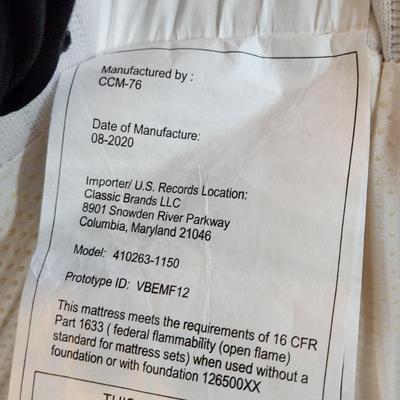 Manufactured by :
CCM-76
Date of Manufacture:
08-2020
Importer/ U.S. Records Location:
Classic Brands LLC
8901 Snowden River Parkway
Columbia, Maryland 21046
Model: 410263-1150
Prototype ID: VBEMF12
This mattress meets the requirements of 16 CFR
Part 1633 ( federal flammability (open flame)
standard for mattress sets) when used without a
foundation or with foundation 126500XX